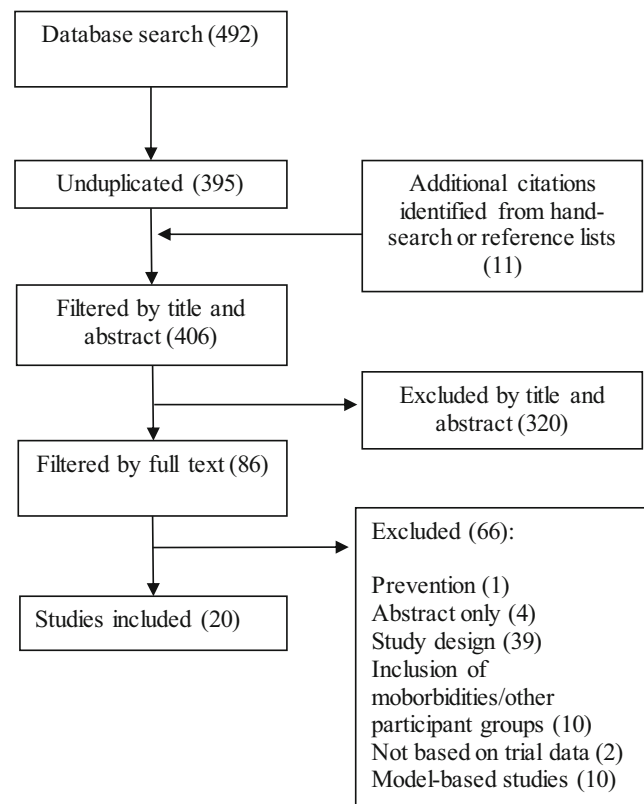 Database search (492)
Unduplicated (395)
Additional citations
identified from hand-
search or reference lists
(11)
Filtered by title and
abstract (406)
Excluded by title and
abstract (320)
Filtered by full text (86)
Excluded (66):
Prevention (1)
Abstract only (4)
Study design (39)
Inclusion of
moborbidities/other
participant groups (10)
Not based on trial data (2)
Model-based studies (10)
Studies included (20)